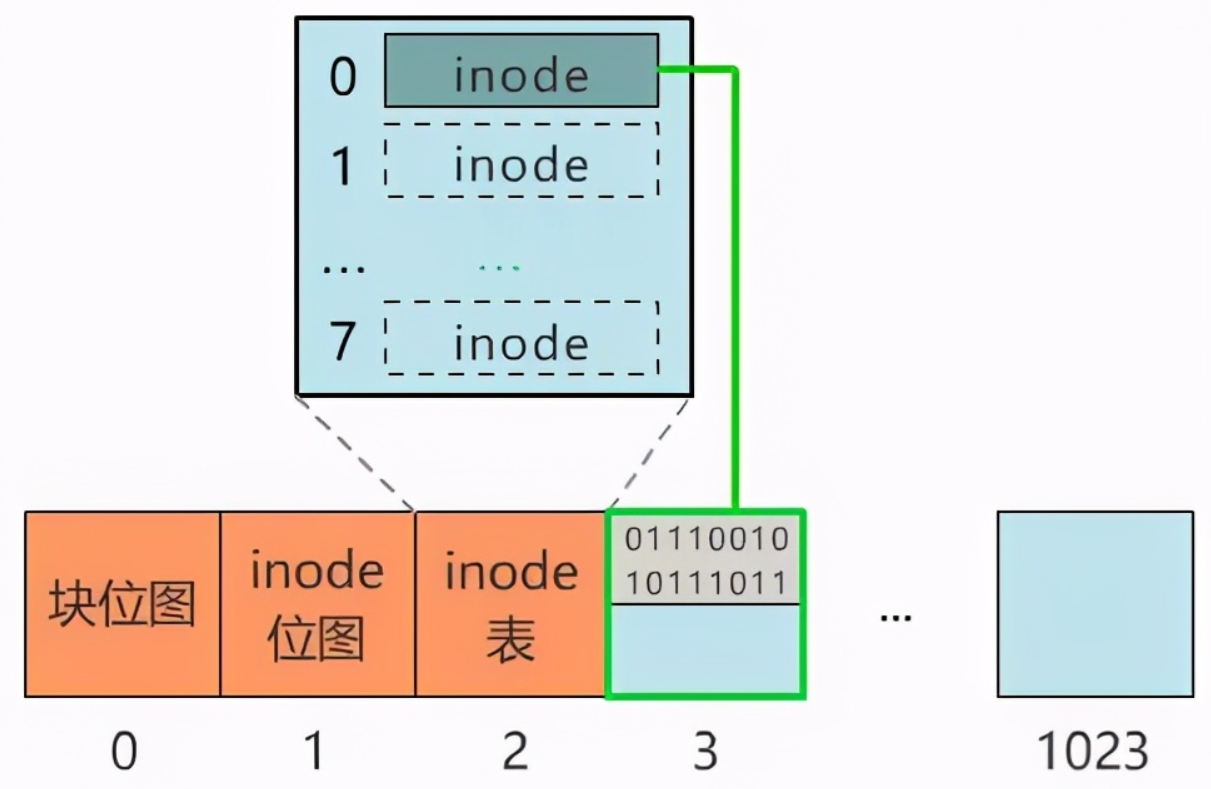 0 inode
1 inode
... ...
7 inode
块位图
inode
位图
inode
表
01110010
10111011
...
0 1 2 3 1023